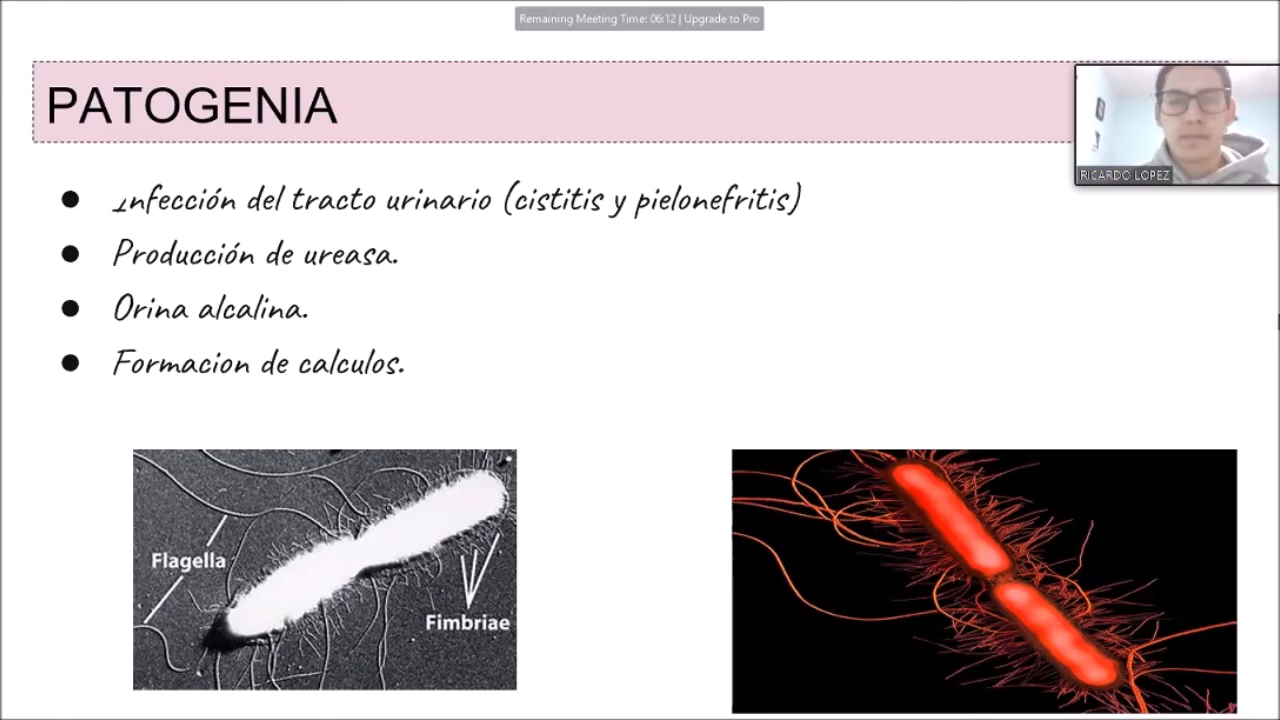 Remaining Meeting Time: 06:12 | Upgrade to Pro
PATOGENIA
RICARDO LOPEZ
● Infección del tracto urinario (cistitis y pielonefritis)
● Producción de ureasa.
● Orina alcalina.
● Formacion de calculos.
Flagella
Fimbriae